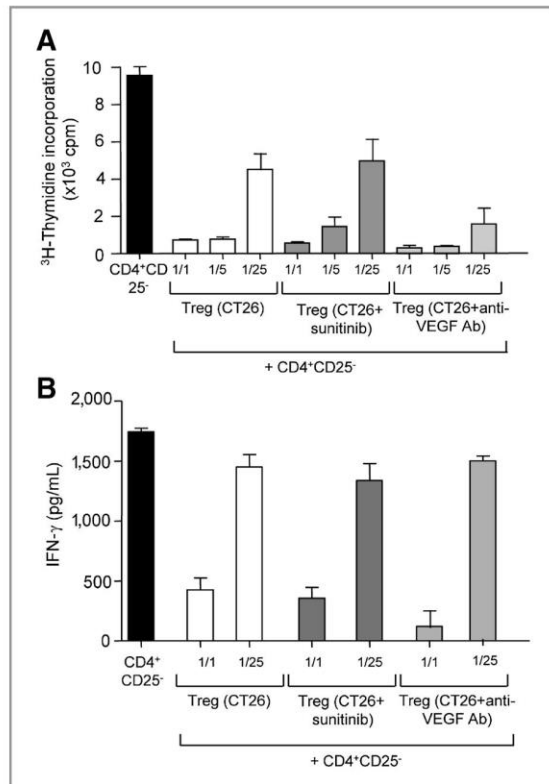 A
³H-Thymidine incorporation
(x10³ cpm)
10
8
6
4
2
0
CD4⁺CD
25⁻
1/1 1/5 1/25 1/1 1/5 1/25 1/1 1/5 1/25
Treg (CT26) Treg (CT26+ sunitinib) Treg (CT26+anti-VEGF Ab)
+ CD4⁺CD25⁻
B
IFN-γ (pg/mL)
2,000
1,500
1,000
500
0
CD4⁺
CD25⁻
1/1 1/25 1/1 1/25 1/1 1/25
Treg (CT26) Treg (CT26+ sunitinib) Treg (CT26+anti-VEGF Ab)
+ CD4⁺CD25⁻